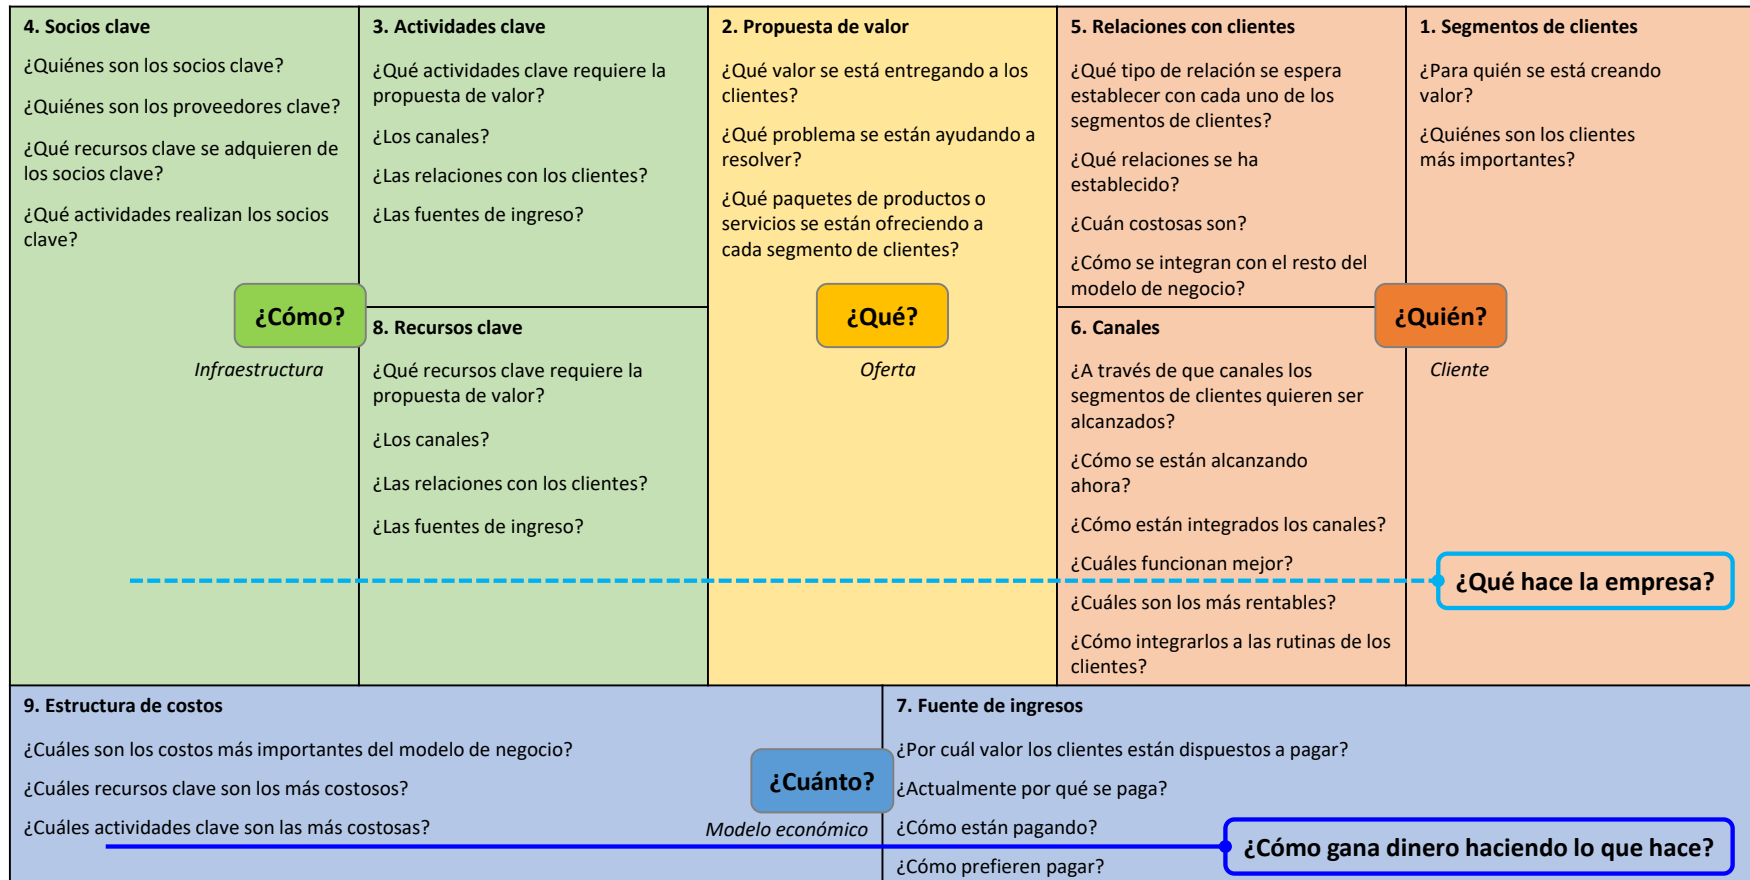 4. Socios clave
¿Quiénes son los socios clave?
¿Quiénes son los proveedores clave?
¿Qué recursos clave se adquieren de
los socios clave?
¿Qué actividades realizan los socios
clave?
3. Actividades clave
¿Qué actividades clave requiere la
propuesta de valor?
¿Los canales?
¿Las relaciones con los clientes?
¿Las fuentes de ingreso?
¿Cómo?
Infraestructura
8. Recursos clave
¿Qué recursos clave requiere la
propuesta de valor?
¿Los canales?
¿Las relaciones con los clientes?
¿Las fuentes de ingreso?
2. Propuesta de valor
¿Qué valor se está entregando a los
clientes?
¿Qué problema se están ayudando a
resolver?
¿Qué paquetes de productos o
servicios se están ofreciendo a
cada segmento de clientes?
¿Qué?
Oferta
5. Relaciones con clientes
¿Qué tipo de relación se espera
establecer con cada uno de los
segmentos de clientes?
¿Qué relaciones se ha
establecido?
¿Cuán costosas son?
¿Cómo se integran con el resto del
modelo de negocio?
6. Canales
¿A través de que canales los
segmentos de clientes quieren ser
alcanzados?
¿Cómo se están alcanzando
ahora?
¿Cómo están integrados los canales?
¿Cuáles funcionan mejor?
¿Cuáles son los más rentables?
¿Cómo integrarlos a las rutinas de los
clientes?
1. Segmentos de clientes
¿Para quién se está creando
valor?
¿Quiénes son los clientes
más importantes?
¿Quién?
Cliente
¿Qué hace la empresa?
9. Estructura de costos
¿Cuáles son los costos más importantes del modelo de negocio?
¿Cuáles recursos clave son los más costosos?
¿Cuáles actividades clave son las más costosas?
¿Cuánto?
Modelo económico
7. Fuente de ingresos
¿Por cuál valor los clientes están dispuestos a pagar?
¿Actualmente por qué se paga?
¿Cómo están pagando?
¿Cómo prefieren pagar?
¿Cómo gana dinero haciendo lo que hace?